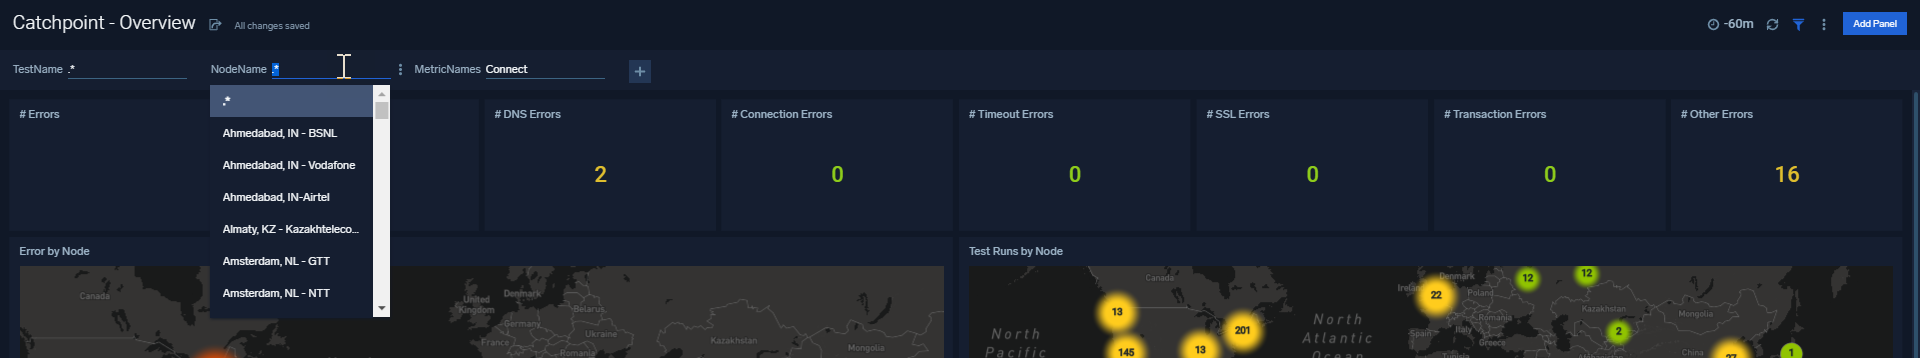 Catchpoint - Overview
All changes saved
-60m
Add Panel
TestName .*
NodeName .*
MetricNames Connect
+
.*
Ahmedabad, IN - BSNL
Ahmedabad, IN - Vodafone
Ahmedabad, IN-Airtel
Almaty, KZ - Kazakhteleco...
Amsterdam, NL - GTT
Amsterdam, NL - NTT
# Errors
# DNS Errors
2
# Connection Errors
0
# Timeout Errors
0
# SSL Errors
0
# Transaction Errors
0
# Other Errors
16
Error by Node
Canada
United
Kingdom
Denmark
Belarus
Germany
Ukraine
France
Romania
Kazakhstan
Mongolia
Test Runs by Node
Canada
13
145
13
201
North
Pacific
North
Atlantic
Ocean
Denmark
Ireland
22
Poland
12
12
Germany
Romania
Spain
Italy
Georgia
Kazakhstan
Mongolia
2
China
1